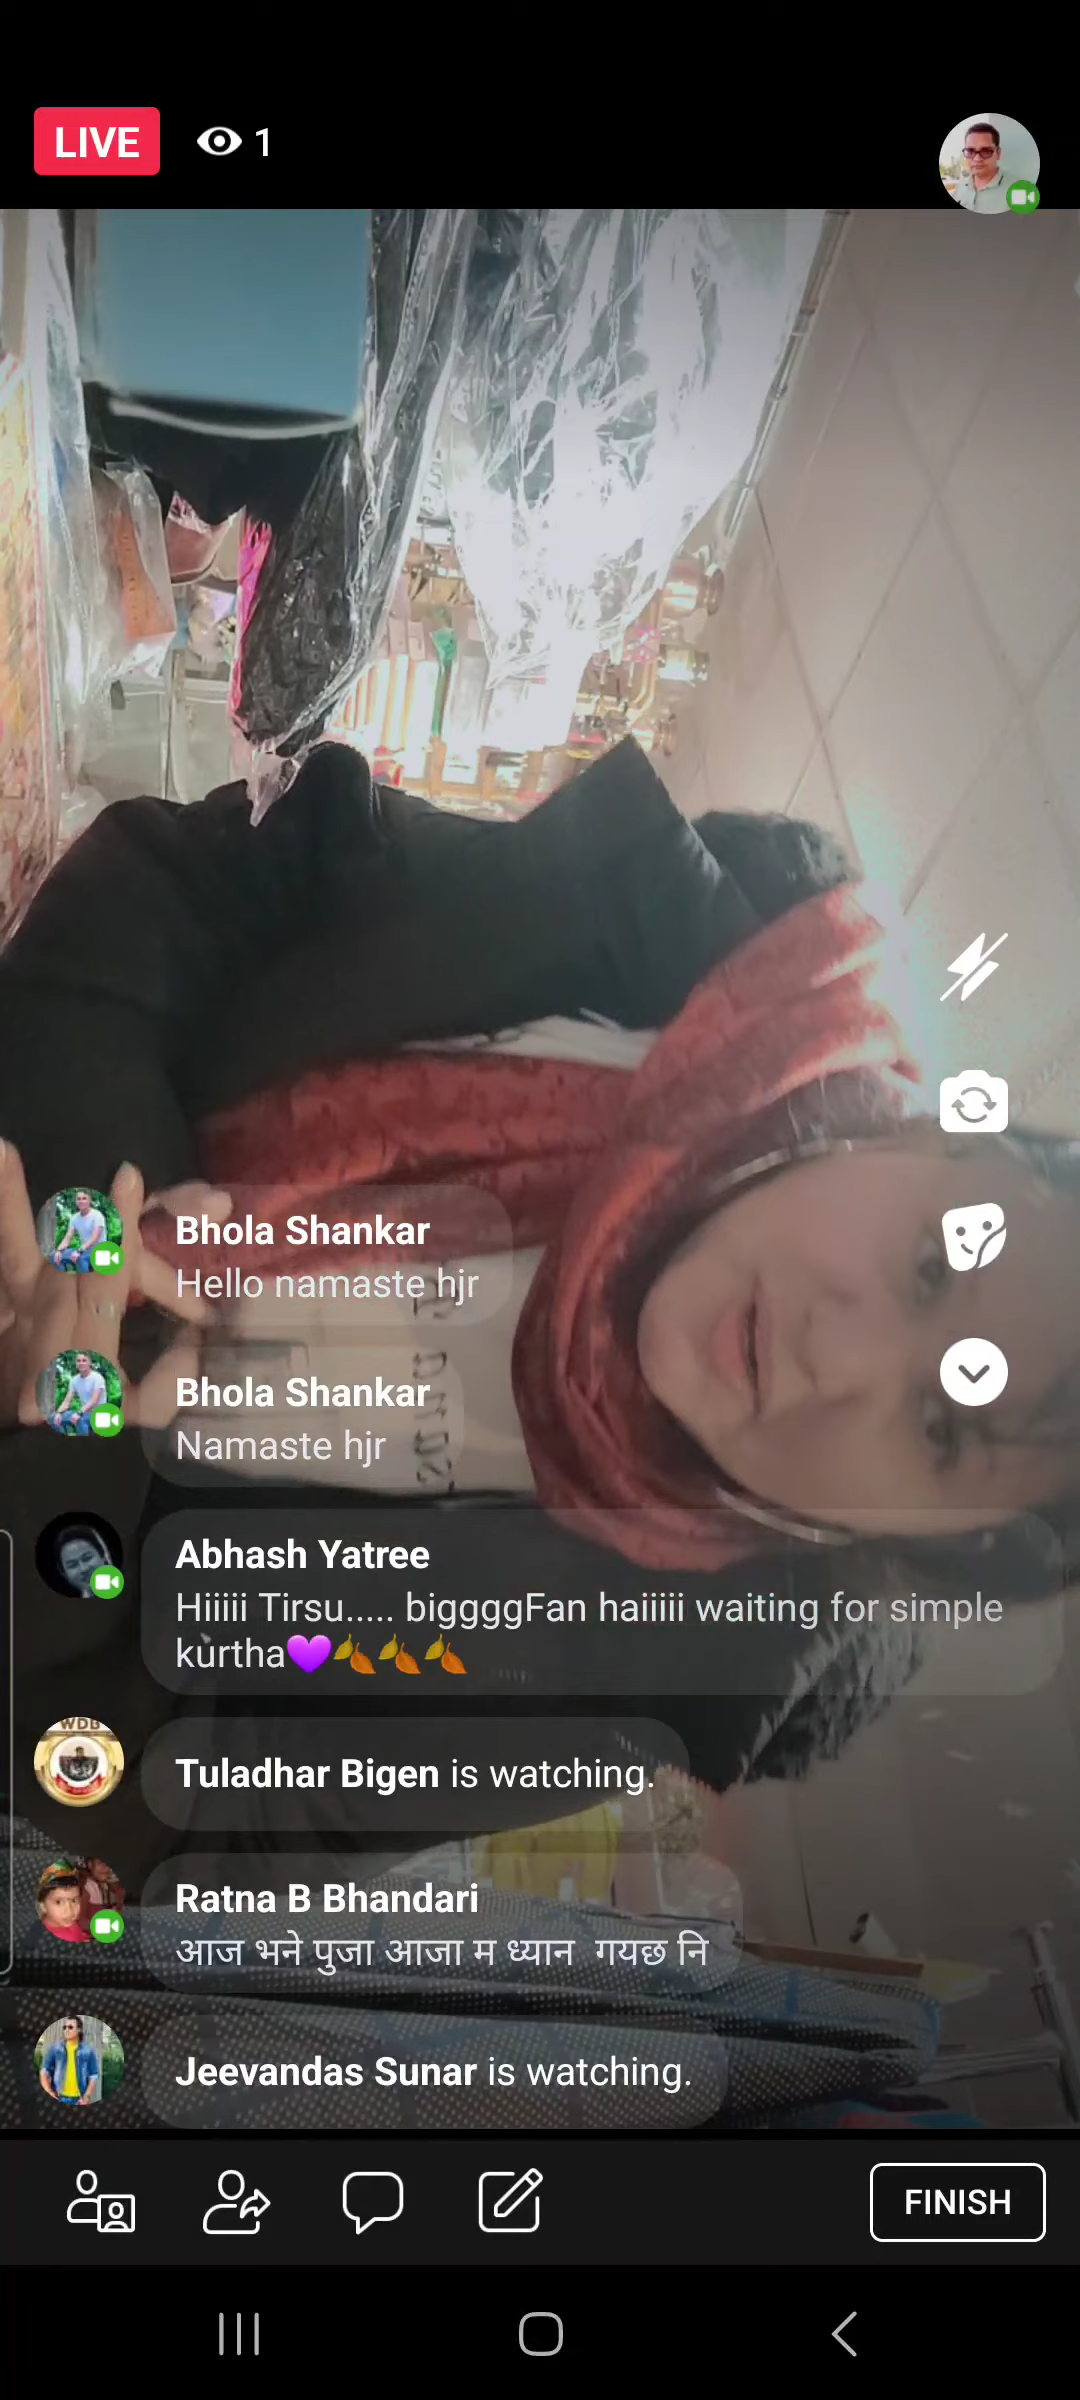 LIVE
1
Bhola Shankar
Hello namaste hjr
Bhola Shankar
Namaste hjr
Abhash Yatree
Hiiiii Tirsu..... biggggFan haiiiii waiting for simple
kurtha💜🍂🍂🍂
Tuladhar Bigen is watching.
Ratna B Bhandari
आज भने पुजा आजा म ध्यान गयछ नि
Jeevandas Sunar is watching.
FINISH